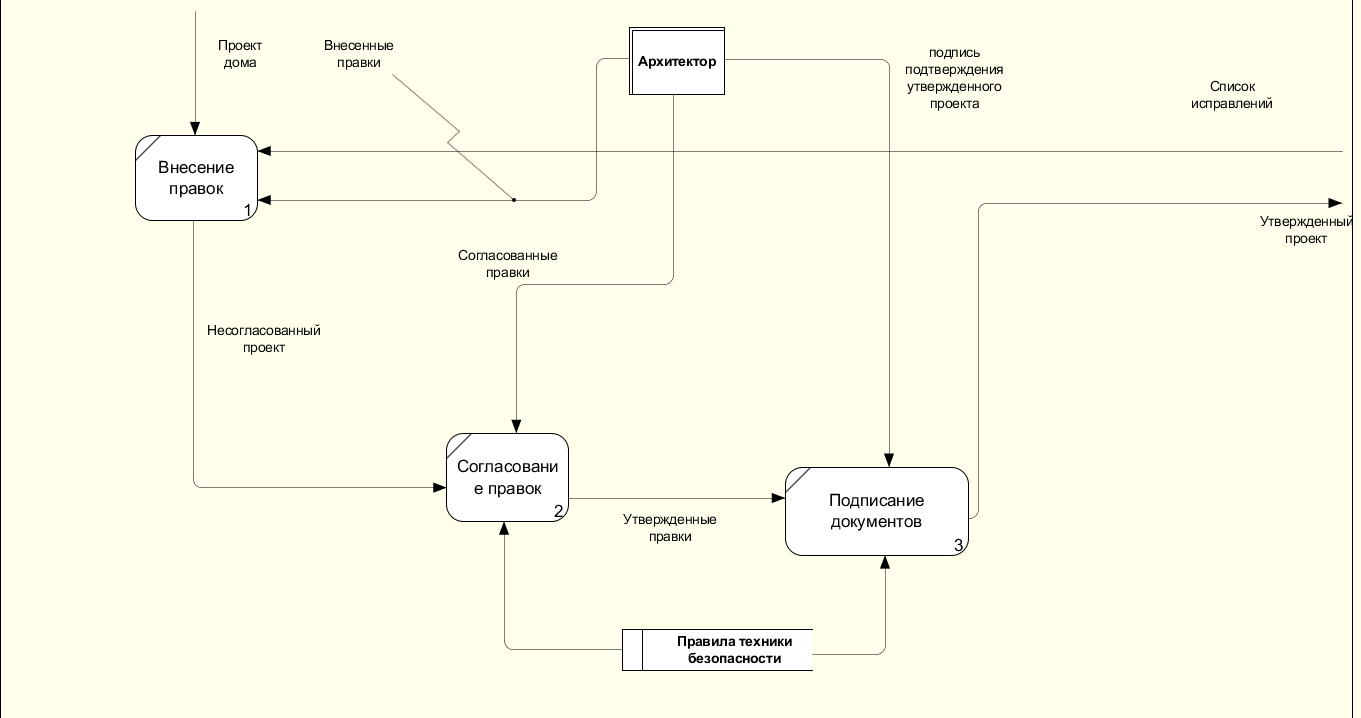 Проект
дома
Внесенные
правки
Архитектор
подпись
подтверждения
утвержденного
проекта
Список
исправлений
Внесение
правок
1
Утвержденный
проект
Согласованные
правки
Несогласованный
проект
Согласовани
е правок
2
Утвержденные
правки
Подписание
документов
3
Правила техники
безопасности